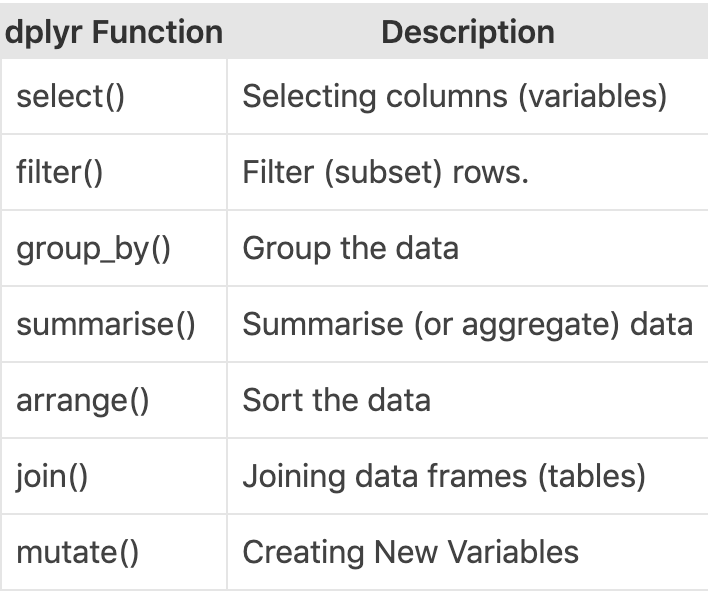 dplyr Function Description
select() Selecting columns (variables)
filter() Filter (subset) rows.
group_by() Group the data
summarise() Summarise (or aggregate) data
arrange() Sort the data
join() Joining data frames (tables)
mutate() Creating New Variables